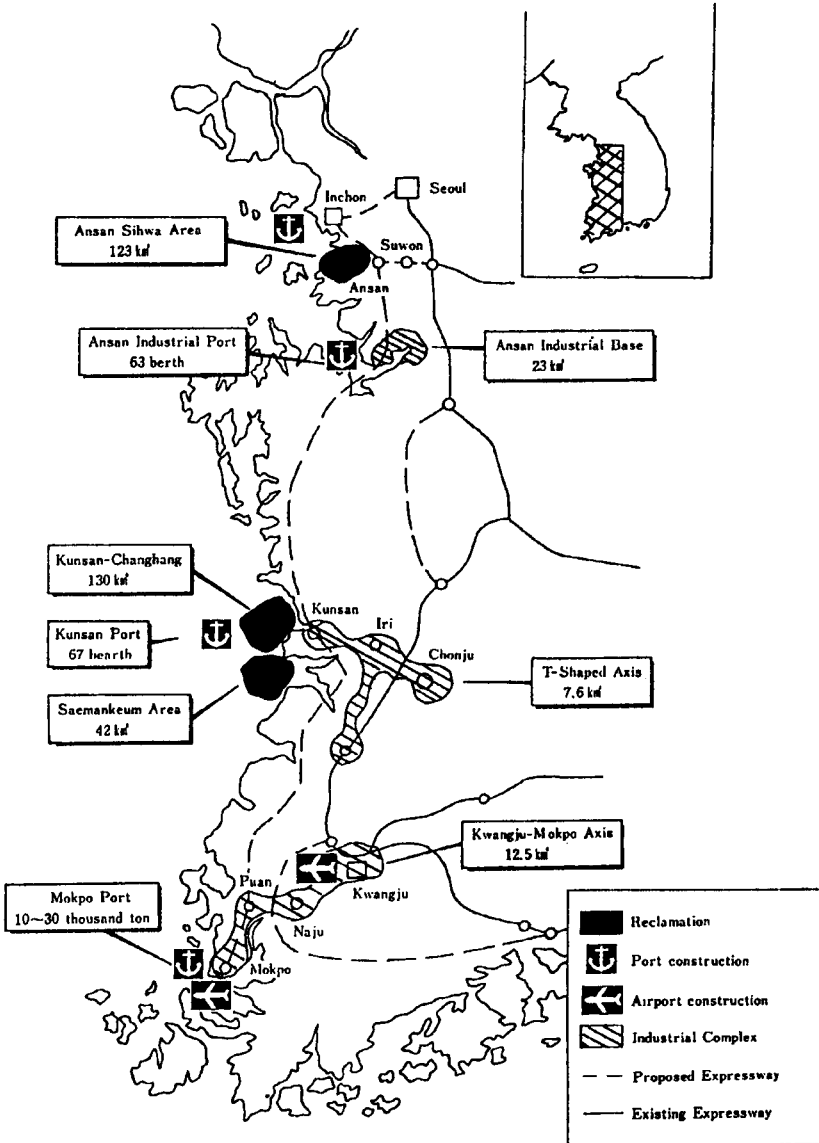 Inchon
Seoul
Ansan Sihwa Area
123 ㎢
Suwon
Ansan
Ansan Industrial Port
63 berth
Ansan Industrial Base
23 ㎢
Kunsan-Changhang
130 ㎢
Kunsan
Iri
Kunsan Port
67 benrth
Chonju
T-Shaped Axis
7.6 ㎢
Saemankeum Area
42 ㎢
Kwangju-Mokpo Axis
12.5 ㎢
Puan
Kwangju
Mokpo Port
10~30 thousand ton
Naju
Mokpo
Reclamation
Port construction
Airport construction
Industrial Complex
Proposed Expressway
Existing Expressway